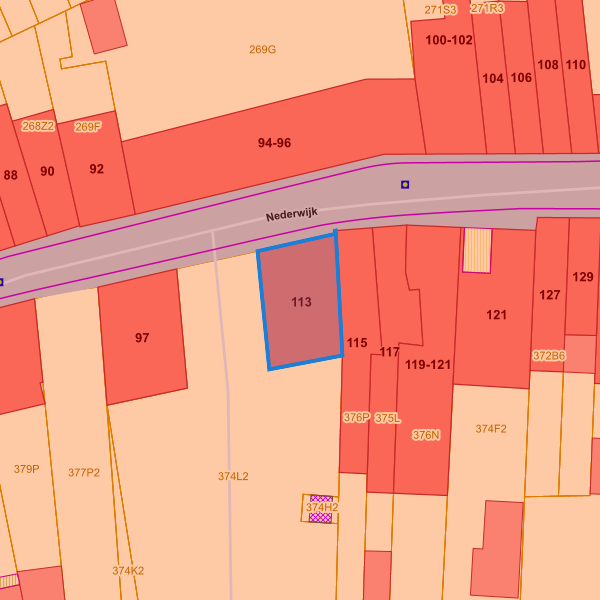 271S3
271R3
100-102
269G
108
110
104
106
268Z2
269F
94-96
90
92
88
Nederwijk
129
127
113
121
97
115
117
119-121
372B6
376P
375L
376N
374F2
379P
377P2
374L2
374H2
374K2